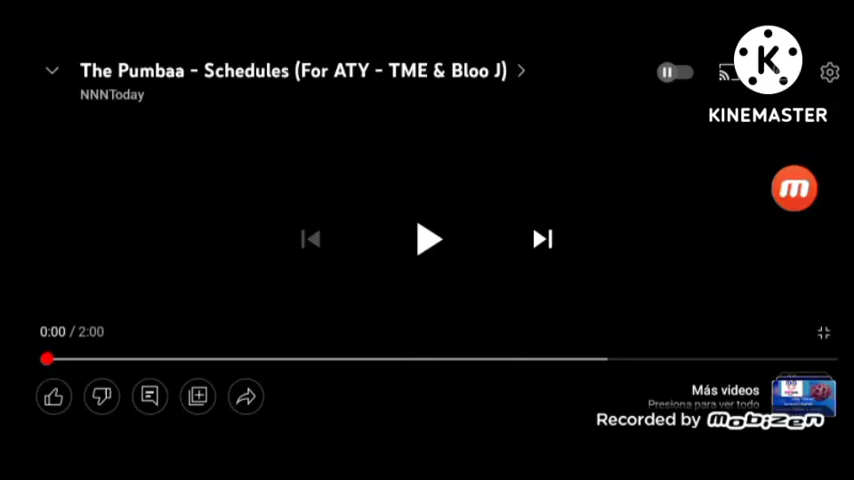 The Pumbaa - Schedules (For ATY - TME & Bloo J)
NNNToday
K
KINEMASTER
m
0:00 / 2:00
Más videos
Presiona para ver todo
Recorded by mobizen